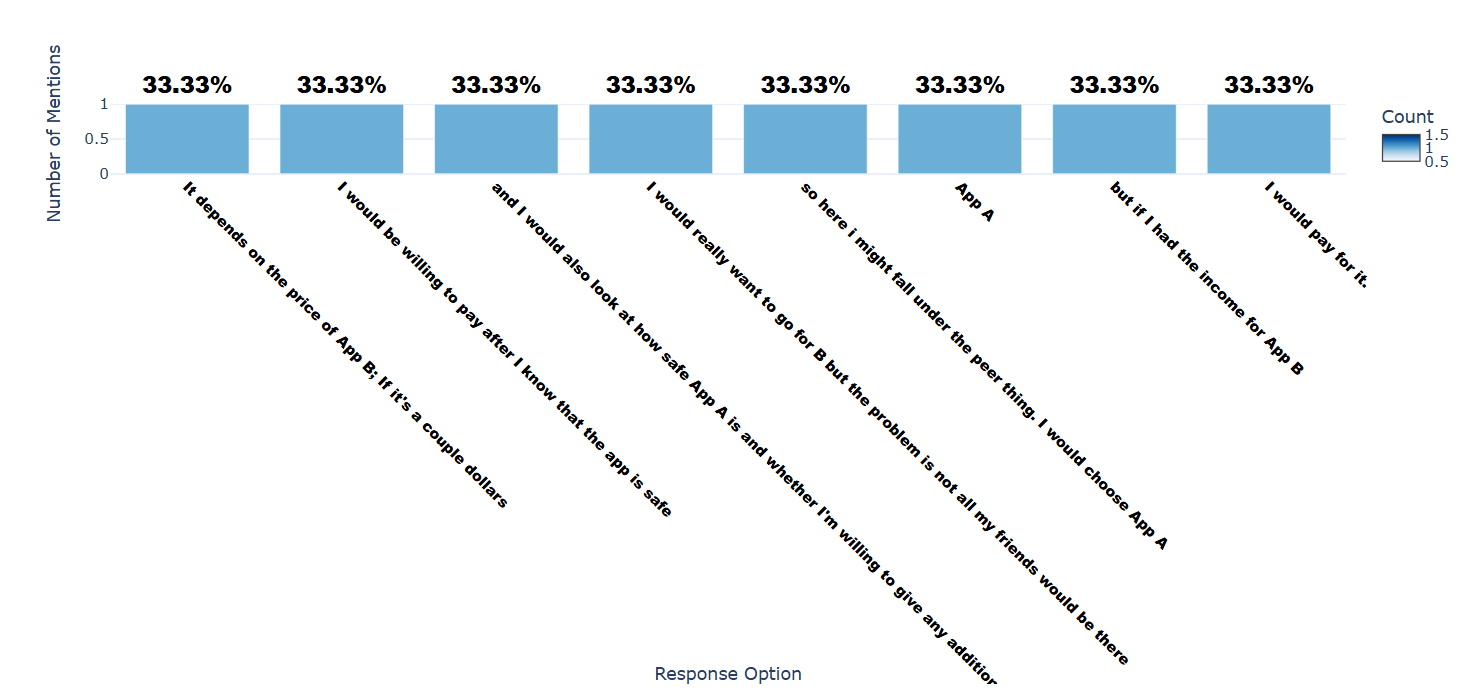 33.33% 33.33% 33.33% 33.33% 33.33% 33.33% 33.33% 33.33%
Number of Mentions
1
0.5
0
Count
1.5
1
0.5
It depends on the price of App B; If it's a couple dollars
I would be willing to pay after I know that the app is safe
and I would also look at how safe App A is and whether I'm willing to give any addition
I would really want to go for B but the problem is not all my friends would be there
so here i might fall under the peer thing. I would choose App A
App A
but if I had the income for App B
I would pay for it.
Response Option